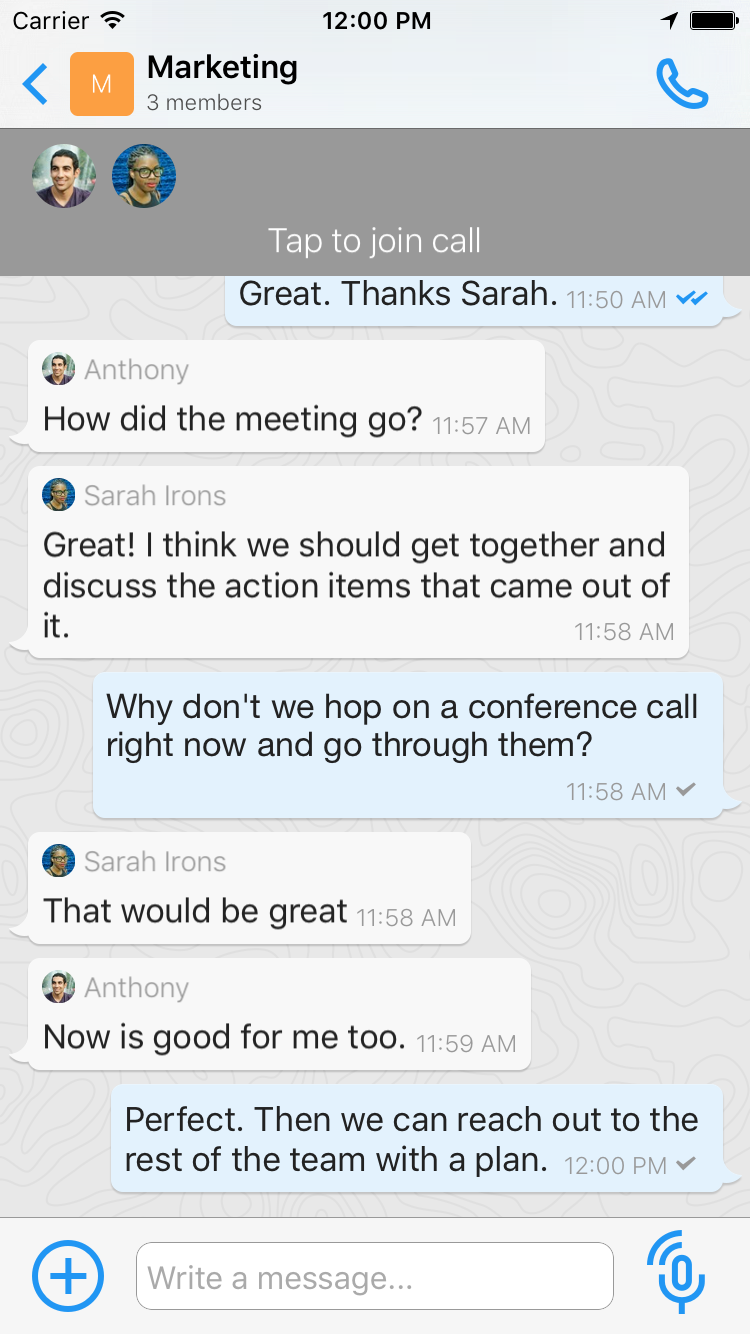 Carrier 12:00 PM
M Marketing
3 members
Tap to join call
Great. Thanks Sarah. 11:50 AM
Anthony
How did the meeting go? 11:57 AM
Sarah Irons
Great! I think we should get together and
discuss the action items that came out of
it. 11:58 AM
Why don't we hop on a conference call
right now and go through them?
11:58 AM
Sarah Irons
That would be great 11:58 AM
Anthony
Now is good for me too. 11:59 AM
Perfect. Then we can reach out to the
rest of the team with a plan. 12:00 PM
Write a message...